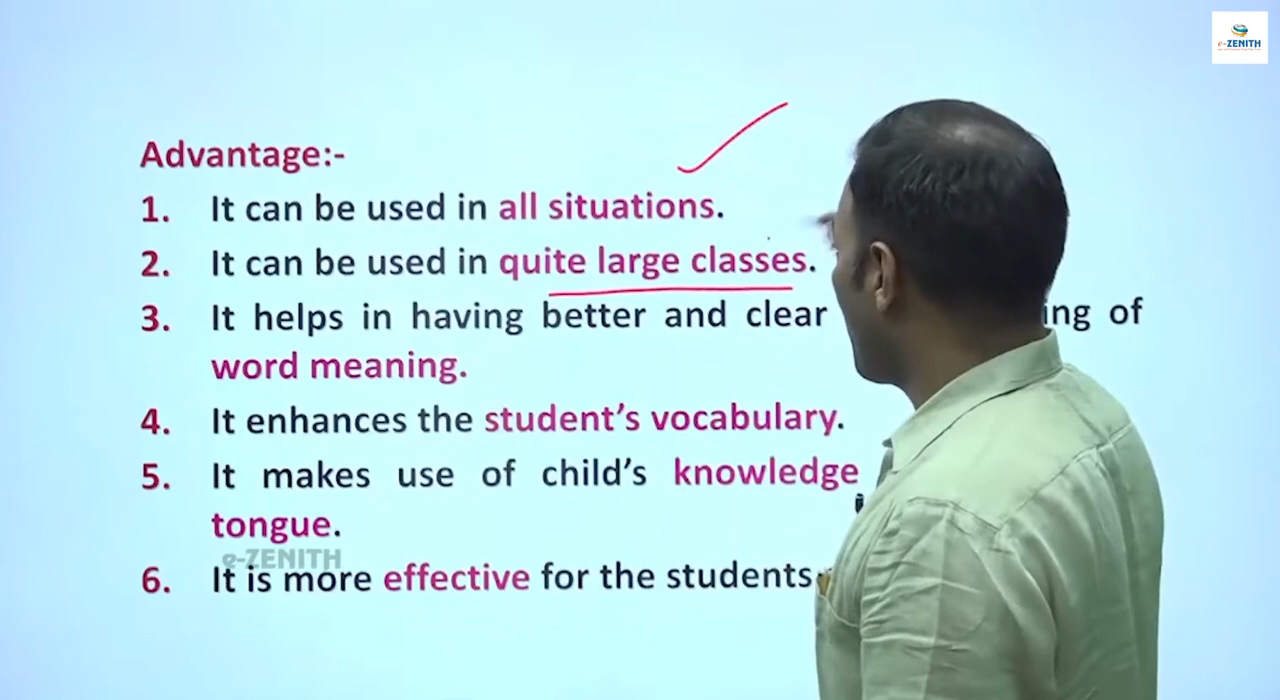 e-ZENITH
Advantage:-
1. It can be used in all situations.
2. It can be used in quite large classes.
3. It helps in having better and clear ing of
word meaning.
4. It enhances the student’s vocabulary.
5. It makes use of child’s knowledge
tongue.
e-ZENITH
6. It is more effective for the students